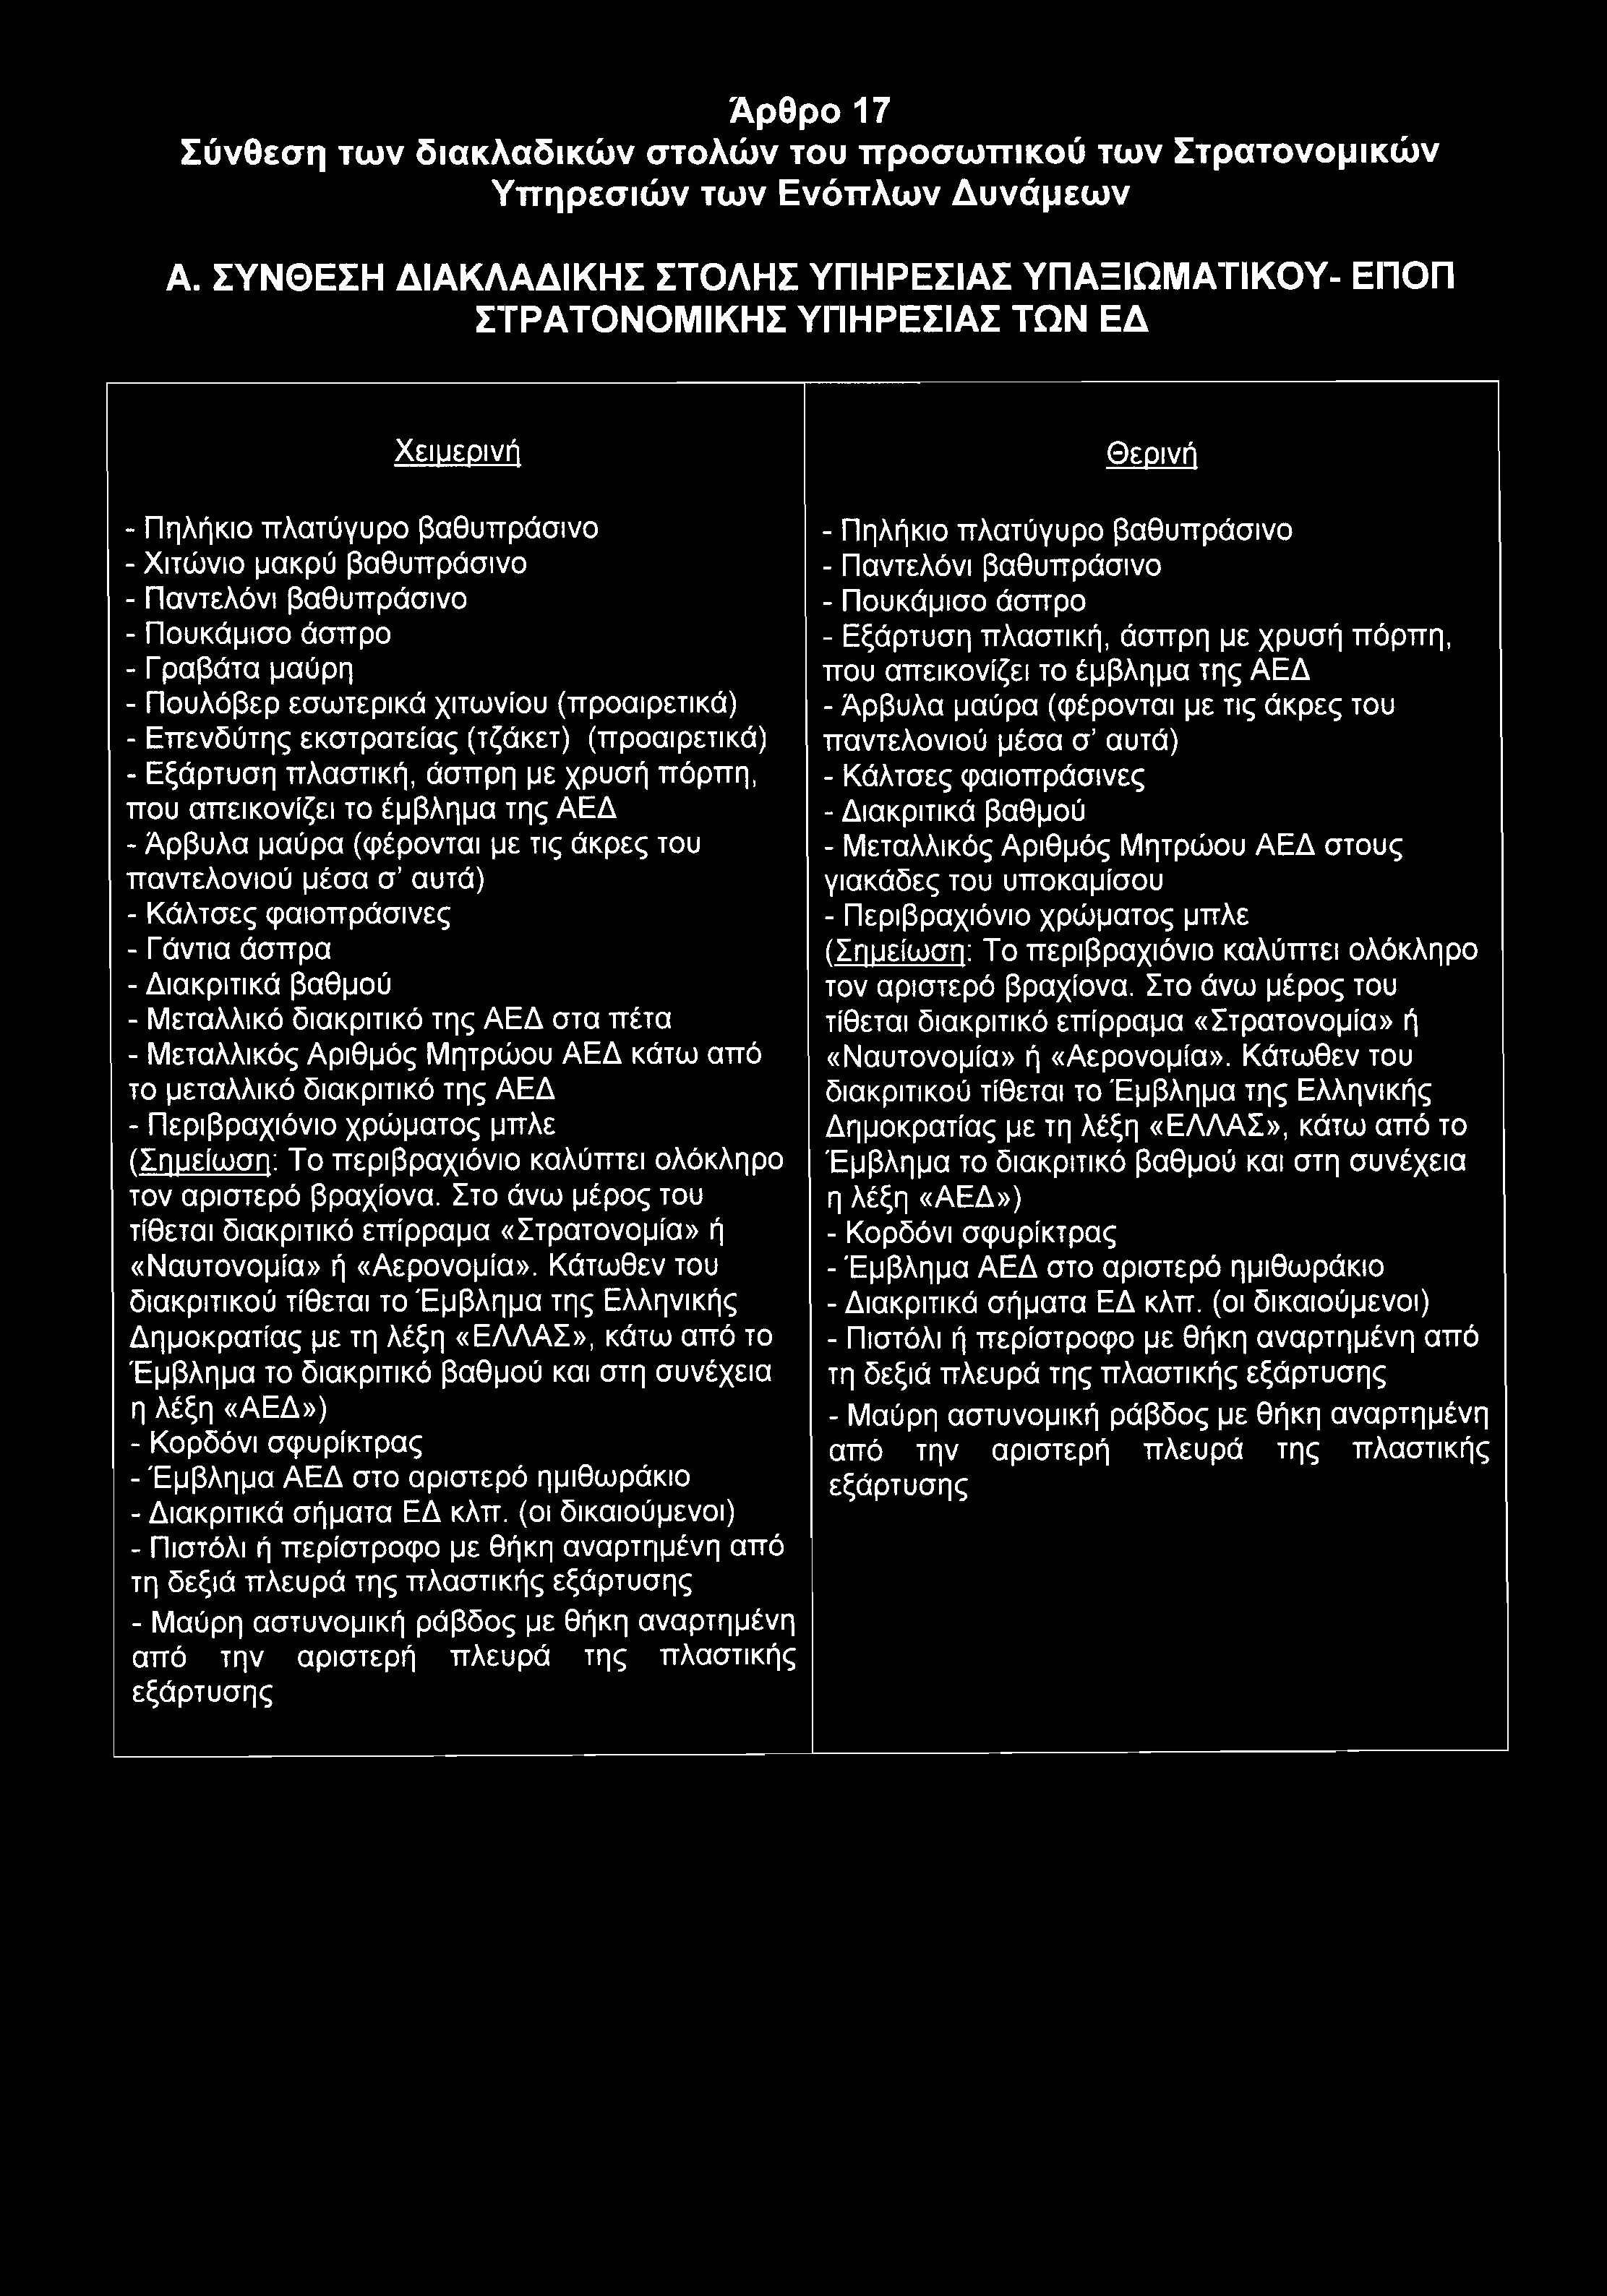 Άρθρο 17
Σύνθεση των διακλαδικών στολών του προσωπικού των Στρατονομικών
Υπηρεσιών των Ενόπλων Δυνάμεων
Α. ΣΥΝΘΕΣΗ ΔΙΑΚΛΑΔΙΚΗΣ ΣΤΟΛΗΣ ΥΠΗΡΕΣΙΑΣ ΥΠΑΞΙΩΜΑΤΙΚΟΥ- ΕΠΟΠ
ΣΤΡΑΤΟΝΟΜΙΚΗΣ ΥΠΗΡΕΣΙΑΣ ΤΩΝ ΕΔ
Χειμερινή
- Πηλήκιο πλατύγυρο βαθυπράσινο
- Χιτώνιο μακρύ βαθυπράσινο
- Παντελόνι βαθυπράσινο
- Πουκάμισο άσπρο
- Γραβάτα μαύρη
- Πουλόβερ εσωτερικά χιτωνίου (προαιρετικά)
- Επενδύτης εκστρατείας (τζάκετ) (προαιρετικά)
- Εξάρτυση πλαστική, άσπρη με χρυσή πόρπη,
που απεικονίζει το έμβλημα της ΑΕΔ
- Άρβυλα μαύρα (φέρονται με τις άκρες του
παντελονιού μέσα σ' αυτά)
- Κάλτσες φαιοπράσινες
- Γάντια άσπρα
- Διακριτικά βαθμού
- Μεταλλικό διακριτικό της ΑΕΔ στα πέτα
- Μεταλλικός Αριθμός Μητρώου ΑΕΔ κάτω από
το μεταλλικό διακριτικό της ΑΕΔ
- Περιβραχιόνιο χρώματος μπλε
(Σημείωση: Το περιβραχιόνιο καλύπτει ολόκληρο
τον αριστερό βραχίονα. Στο άνω μέρος του
τίθεται διακριτικό επίρραμα «Στρατονομία» ή
«Ναυτονομία» ή «Αερονομία». Κάτωθεν του
διακριτικού τίθεται το Έμβλημα της Ελληνικής
Δημοκρατίας με τη λέξη «ΕΛΛΑΣ», κάτω από το
Έμβλημα το διακριτικό βαθμού και στη συνέχεια
η λέξη «ΑΕΔ»)
- Κορδόνι σφυρίκτρας
- Έμβλημα ΑΕΔ στο αριστερό ημιθωράκιο
- Διακριτικά σήματα ΕΔ κλπ. (οι δικαιούμενοι)
- Πιστόλι ή περίστροφο με θήκη αναρτημένη από
τη δεξιά πλευρά της πλαστικής εξάρτυσης
- Μαύρη αστυνομική ράβδος με θήκη αναρτημένη
από την αριστερή πλευρά της πλαστικής
εξάρτυσης
Θερινή
- Πηλήκιο πλατύγυρο βαθυπράσινο
- Παντελόνι βαθυπράσινο
- Πουκάμισο άσπρο
- Εξάρτυση πλαστική, άσπρη με χρυσή πόρπη,
που απεικονίζει το έμβλημα της ΑΕΔ
- Άρβυλα μαύρα (φέρονται με τις άκρες του
παντελονιού μέσα σ' αυτά)
- Κάλτσες φαιοπράσινες
- Διακριτικά βαθμού
- Μεταλλικός Αριθμός Μητρώου ΑΕΔ στους
γιακάδες του υποκαμίσου
- Περιβραχιόνιο χρώματος μπλε
(Σημείωση: Το περιβραχιόνιο καλύπτει ολόκληρο
τον αριστερό βραχίονα. Στο άνω μέρος του
τίθεται διακριτικό επίρραμα «Στρατονομία» ή
«Ναυτονομία» ή «Αερονομία». Κάτωθεν του
διακριτικού τίθεται το Έμβλημα της Ελληνικής
Δημοκρατίας με τη λέξη «ΕΛΛΑΣ», κάτω από το
Έμβλημα το διακριτικό βαθμού και στη συνέχεια
η λέξη «ΑΕΔ»)
- Κορδόνι σφυρίκτρας
- Έμβλημα ΑΕΔ στο αριστερό ημιθωράκιο
- Διακριτικά σήματα ΕΔ κλπ. (οι δικαιούμενοι)
- Πιστόλι ή περίστροφο με θήκη αναρτημένη από
τη δεξιά πλευρά της πλαστικής εξάρτυσης
- Μαύρη αστυνομική ράβδος με θήκη αναρτημένη
από την αριστερή πλευρά της πλαστικής
εξάρτυσης